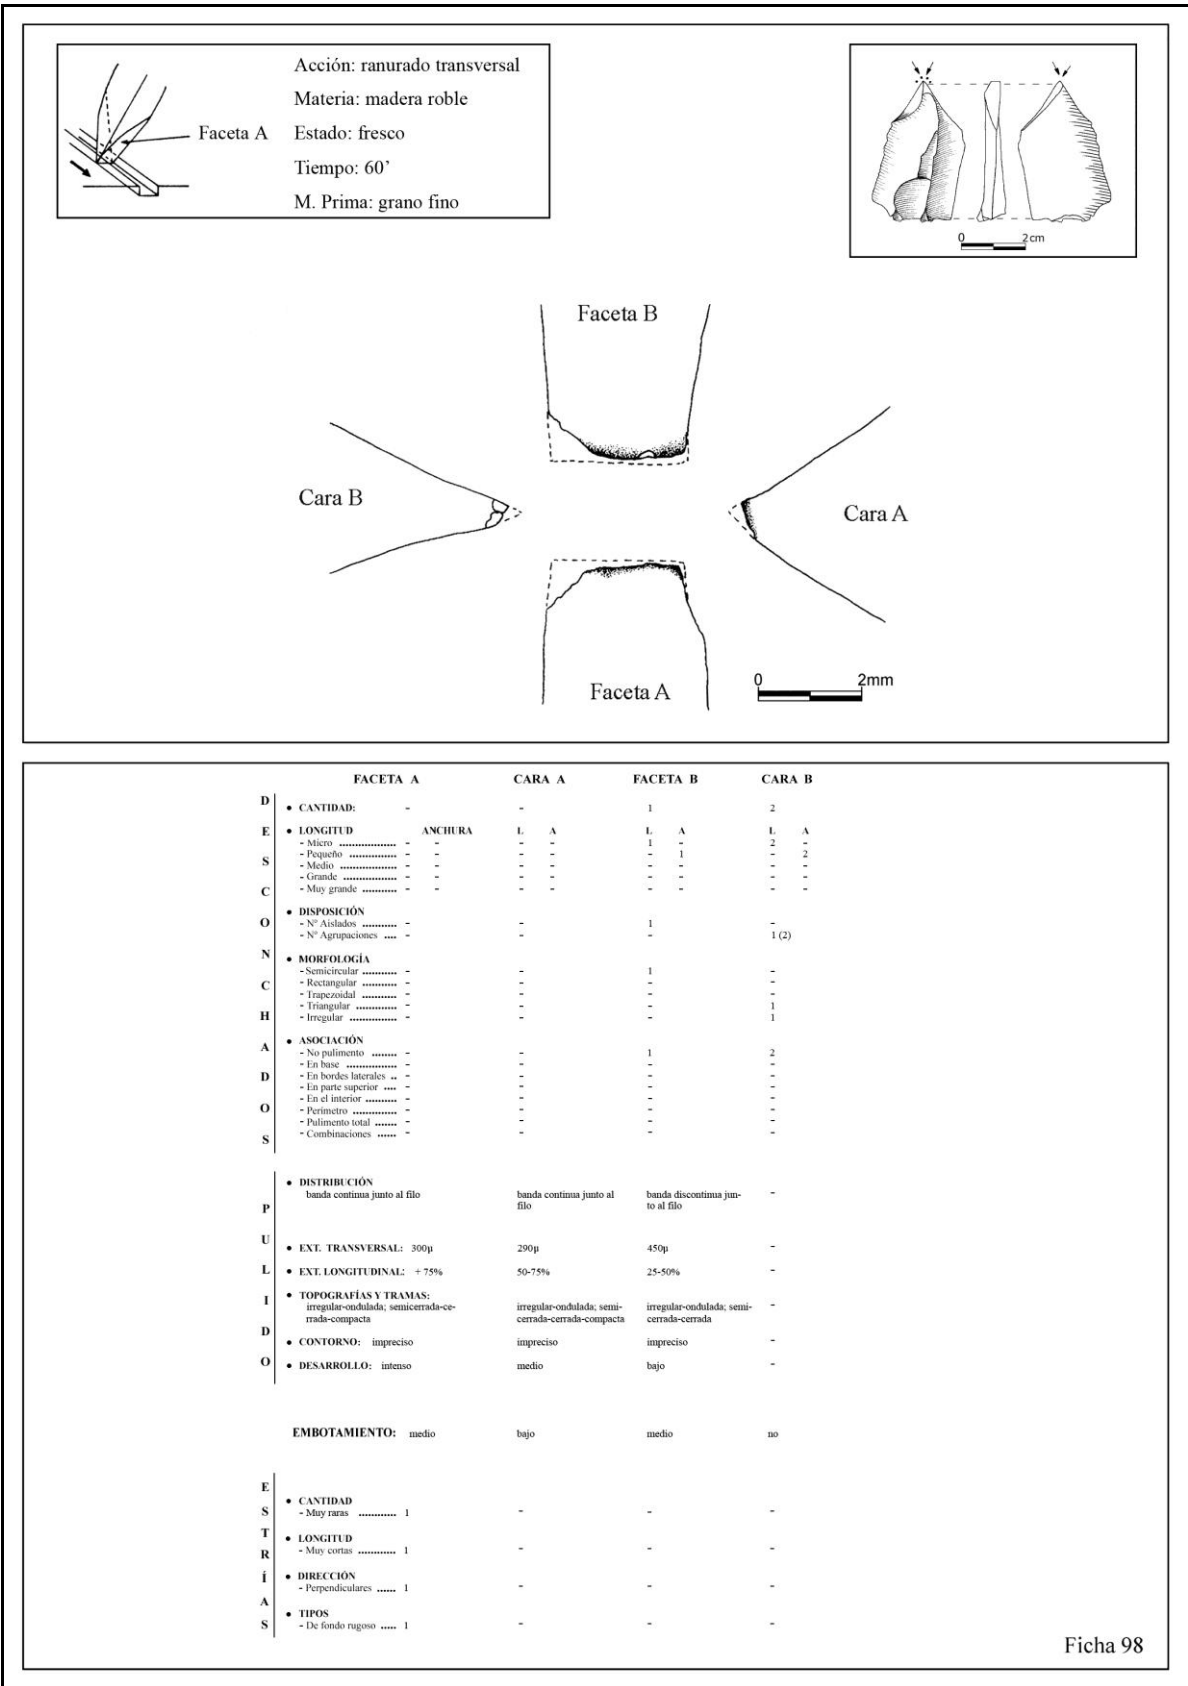 Acción: ranurado transversal
Materia: madera roble
Faceta A
Estado: fresco
Tiempo: 60’
M. Prima: grano fino
0 2cm
Faceta B
Cara B
Cara A
Faceta A
0 2mm
FACETA A CARA A FACETA B CARA B
DESCONCHADOS
• CANTIDAD: - - 1 2
• LONGITUD ANCHURA L A L A L A
- Micro .................. - - - - 1 - 2 -
- Pequeño ................ - - - - - 1 - 2
- Medio .................. - - - - - - - -
- Grande ................. - - - - - - - -
- Muy grande ........... - - - - - - - -
• DISPOSICIÓN
- Nº Aislados ........... - - 1 -
- Nº Agrupaciones .... - - - 1 (2)
• MORFOLOGÍA
- Semicircular ........... - - 1 -
- Rectangular ............ - - - -
- Trapezoidal ........... - - - -
- Triangular ............. - - - 1
- Irregular ............... - - - 1
• ASOCIACIÓN
- No pulimento ........ - - 1 2
- En base ................ - - - -
- En bordes laterales .. - - - -
- En parte superior .... - - - -
- En el interior .......... - - - -
- Perímetro .............. - - - -
- Pulimento total ....... - - - -
- Combinaciones ...... - - - -
PULIDO
• DISTRIBUCIÓN
banda continua junto al filo banda continua junto al banda discontinua jun- -
filo to al filo
• EXT. TRANSVERSAL: 300µ 290µ 450µ -
• EXT. LONGITUDINAL: + 75% 50-75% 25-50% -
• TOPOGRAFÍAS Y TRAMAS:
irregular-ondulada; semicerrada-ce- irregular-ondulada; semi- irregular-ondulada; semi- -
rrada-compacta cerrada-cerrada-compacta cerrada-cerrada
• CONTORNO: impreciso impreciso impreciso -
• DESARROLLO: intenso medio bajo -
EMBOTAMIENTO: medio bajo medio no
ESTRÍAS
• CANTIDAD
- Muy raras ............ 1 - - -
• LONGITUD
- Muy cortas ............ 1 - - -
• DIRECCIÓN
- Perpendiculares ...... 1 - - -
• TIPOS
- De fondo rugoso ..... 1 - - -
Ficha 98